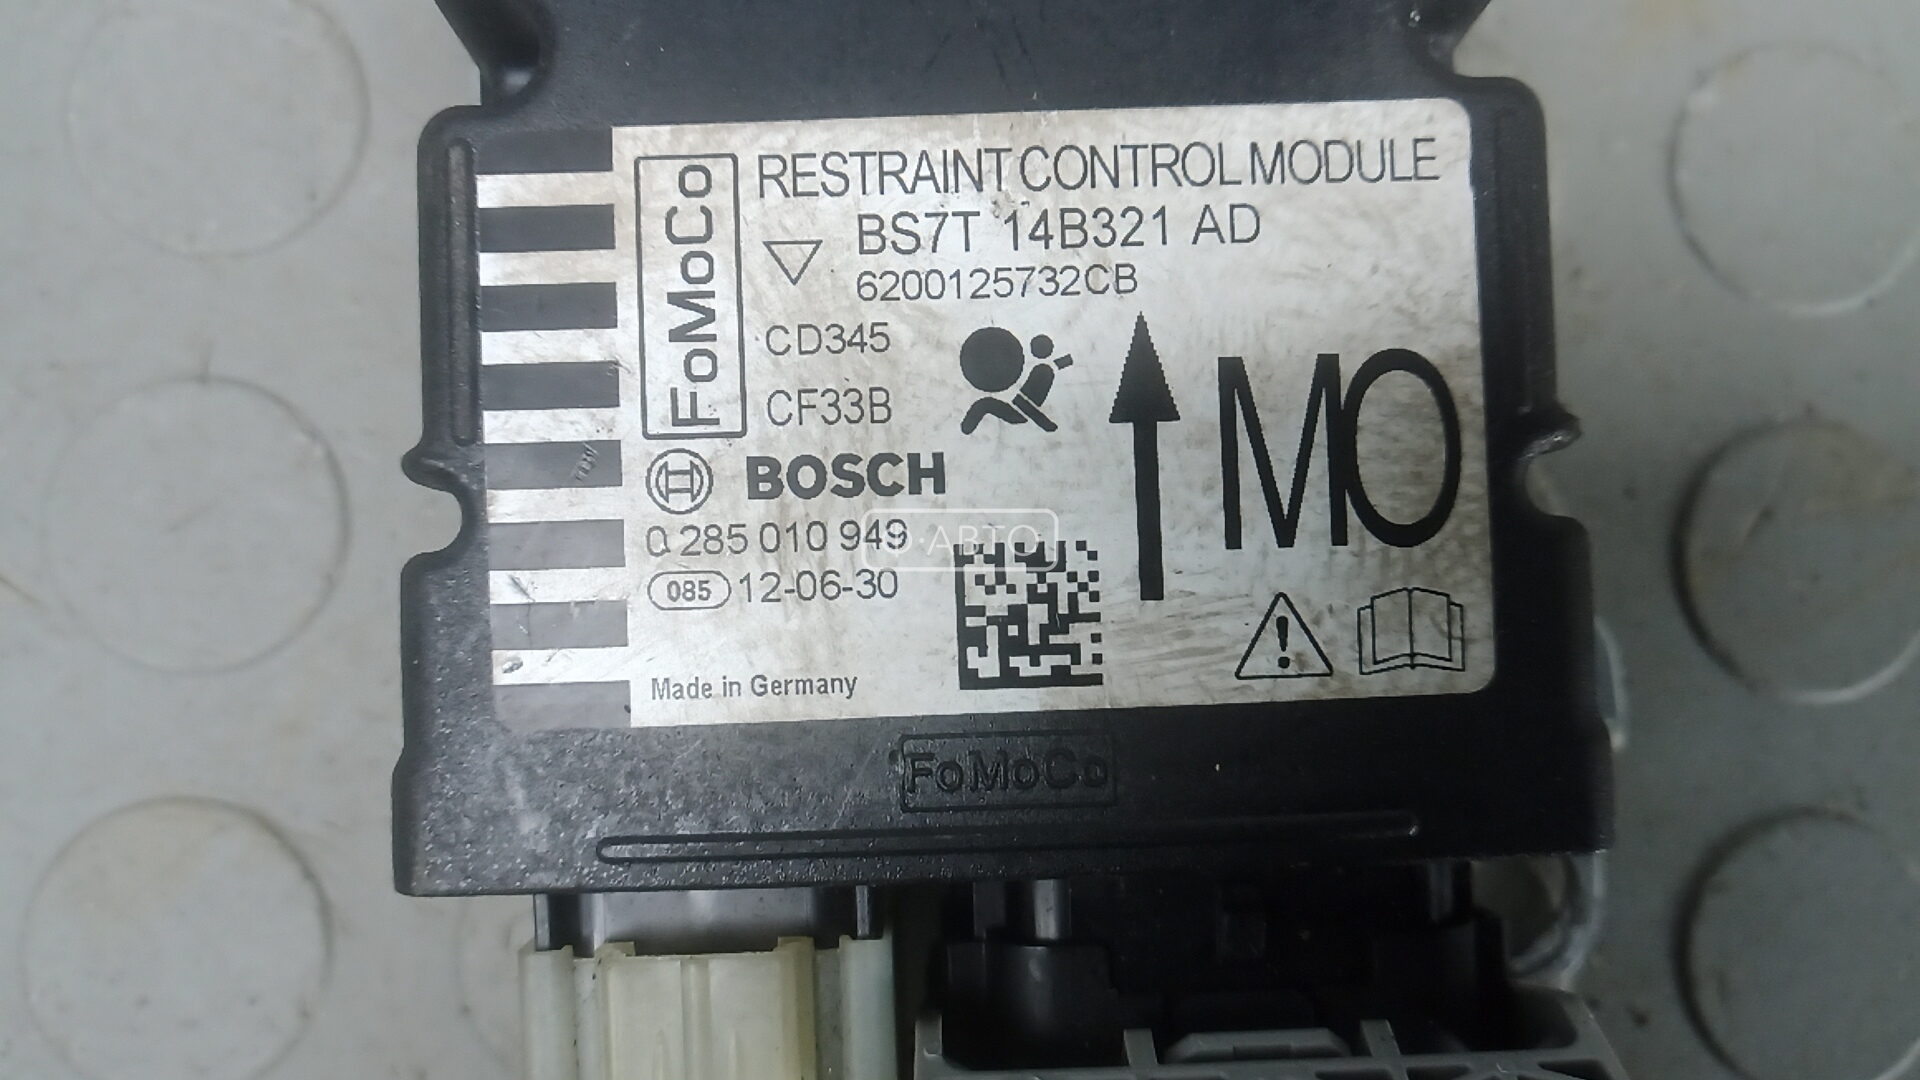 FoMoCo
RESTRAINT CONTROL MODULE
BS7T 14B321 AD
6200125732CB
CD345
CF33B
MO
BOSCH
0 285 010 949
085 12-06-30
Made in Germany
АВТО
FoMoCo